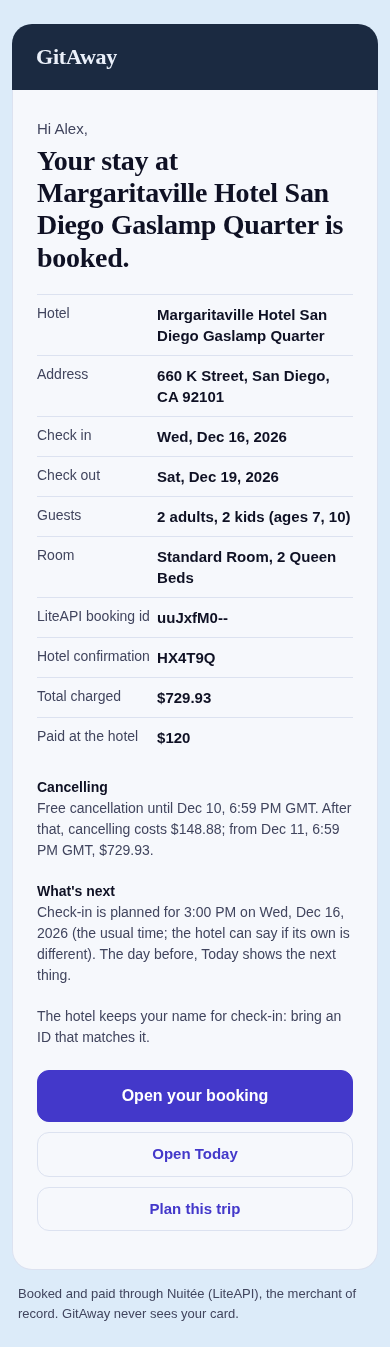 GitAway
Hi Alex,
Your stay at
Margaritaville Hotel San
Diego Gaslamp Quarter is
booked.
Hotel Margaritaville Hotel San
Diego Gaslamp Quarter
Address 660 K Street, San Diego,
CA 92101
Check in Wed, Dec 16, 2026
Check out Sat, Dec 19, 2026
Guests 2 adults, 2 kids (ages 7, 10)
Room Standard Room, 2 Queen
Beds
LiteAPI booking id uuJxfM0--
Hotel confirmation HX4T9Q
Total charged $729.93
Paid at the hotel $120
Cancelling
Free cancellation until Dec 10, 6:59 PM GMT. After
that, cancelling costs $148.88; from Dec 11, 6:59
PM GMT, $729.93.
What's next
Check-in is planned for 3:00 PM on Wed, Dec 16,
2026 (the usual time; the hotel can say if its own is
different). The day before, Today shows the next
thing.
The hotel keeps your name for check-in: bring an
ID that matches it.
Open your booking
Open Today
Plan this trip
Booked and paid through Nuitée (LiteAPI), the merchant of
record. GitAway never sees your card.